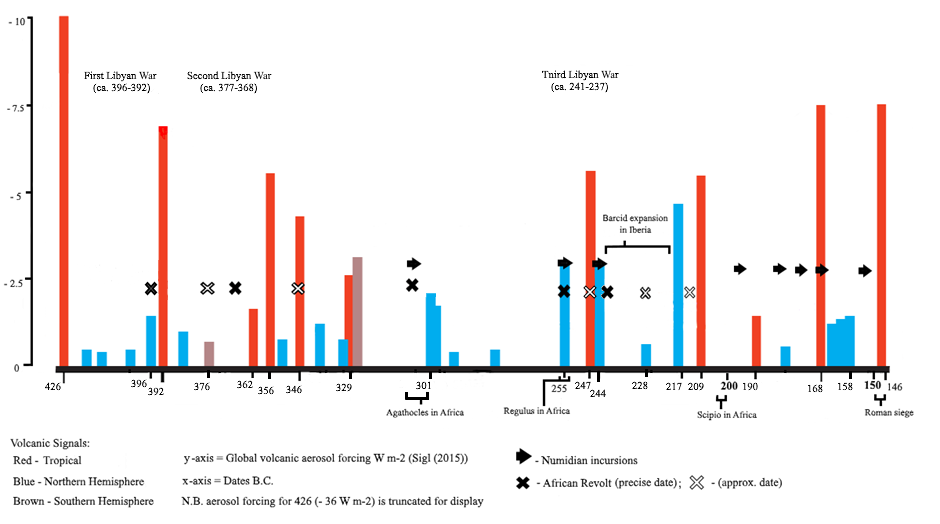 - 10
First Libyan War
(ca. 396-392)
Second Libyan War
(ca. 377-368)
Tnird Libyan War
(ca. 241-237)
- 7.5
- 5
Barcid expansion
in Iberia
- 2.5
0
426 396 392 376 362 356 346 329 301 255 247 244 228 217 209 200 190 168 158 150 146
Agathocles in Africa
Regulus in Africa
Scipio in Africa
Roman siege
Volcanic Signals:
Red - Tropical
Blue - Northern Hemisphere
Brown - Southern Hemisphere
y-axis = Global volcanic aerosol forcing W m-2 (Sigl (2015))
x-axis = Dates B.C.
N.B. aerosol forcing for 426 (- 36 W m-2) is truncated for display
- Numidian incursions
- African Revolt (precise date);
- (approx. date)